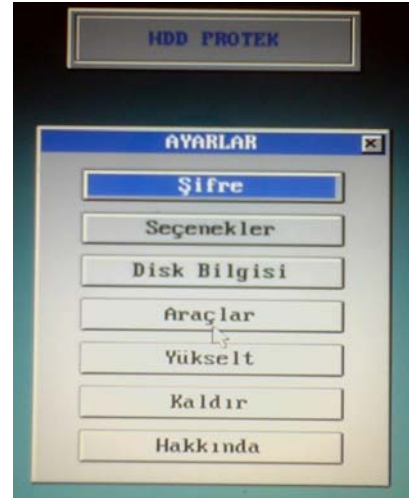 HDD PROTEK
AYARLAR
Şifre
Seçenekler
Disk Bilgisi
Araçlar
Yükselt
Kaldır
Hakkında